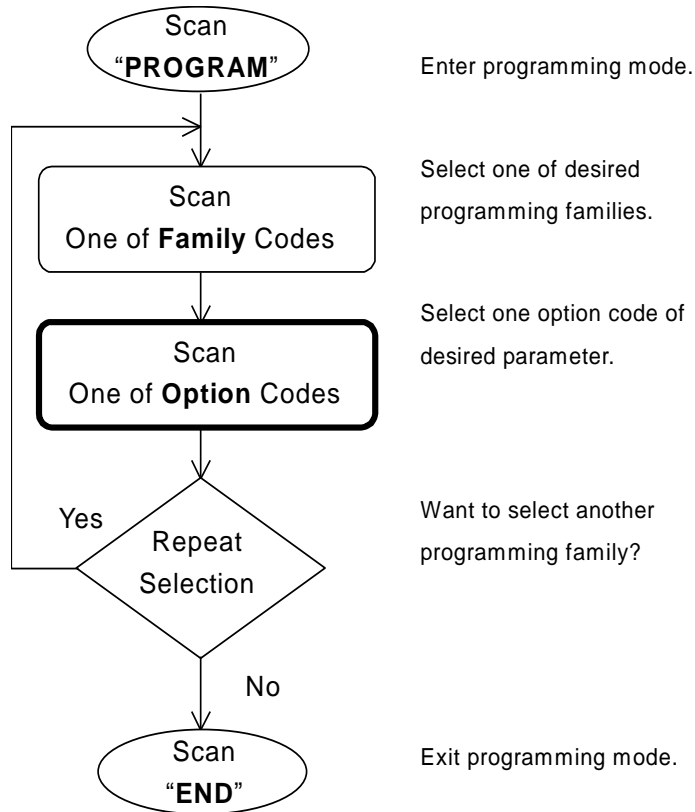 Scan
“PROGRAM”
Enter programming mode.
Scan
One of Family Codes
Select one of desired
programming families.
Scan
One of Option Codes
Select one option code of
desired parameter.
Yes
Repeat
Selection
Want to select another
programming family?
No
Scan
“END”
Exit programming mode.